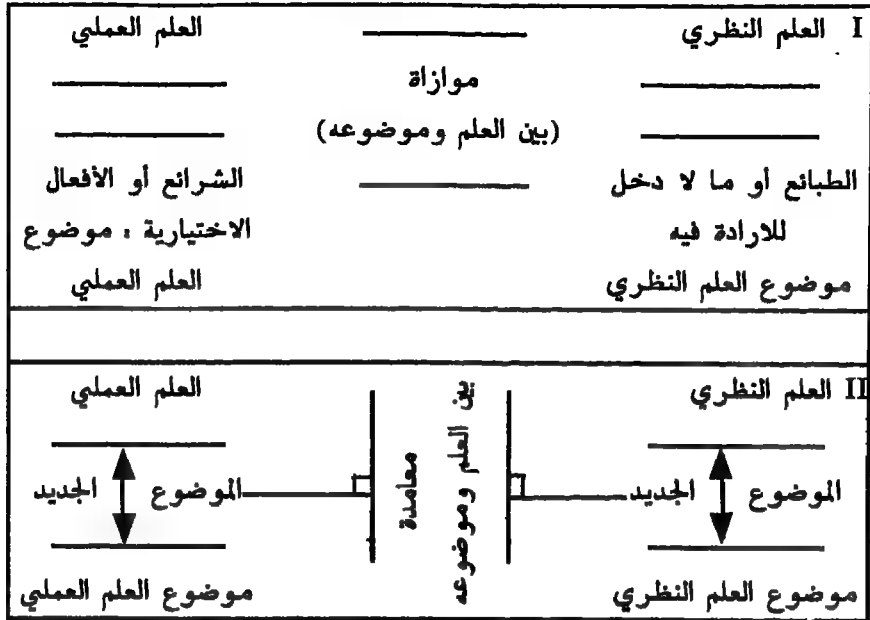 I العلم النظري
العلم العملي
موازاة
(بين العلم وموضوعه)
الطبائع أو ما لا دخل
للارادة فيه
موضوع العلم النظري
الشرائع أو الأفعال
الاختيارية : موضوع
العلم العملي
II العلم النظري
العلم العملي
الموضوع الجديد
بين العلم وموضوعه
معامدة
الموضوع الجديد
موضوع العلم النظري
موضوع العلم العملي